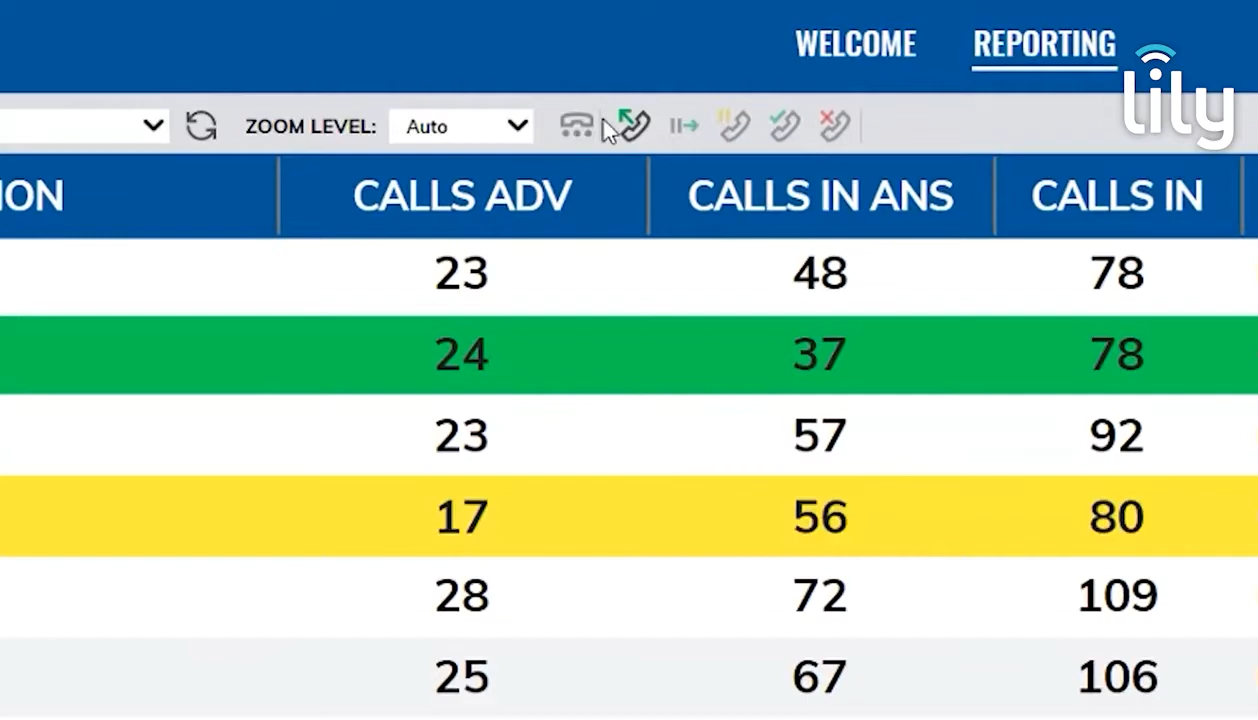 WELCOME REPORTING
lily
ZOOM LEVEL: Auto
ION CALLS ADV CALLS IN ANS CALLS IN
23 48 78
24 37 78
23 57 92
17 56 80
28 72 109
25 67 106